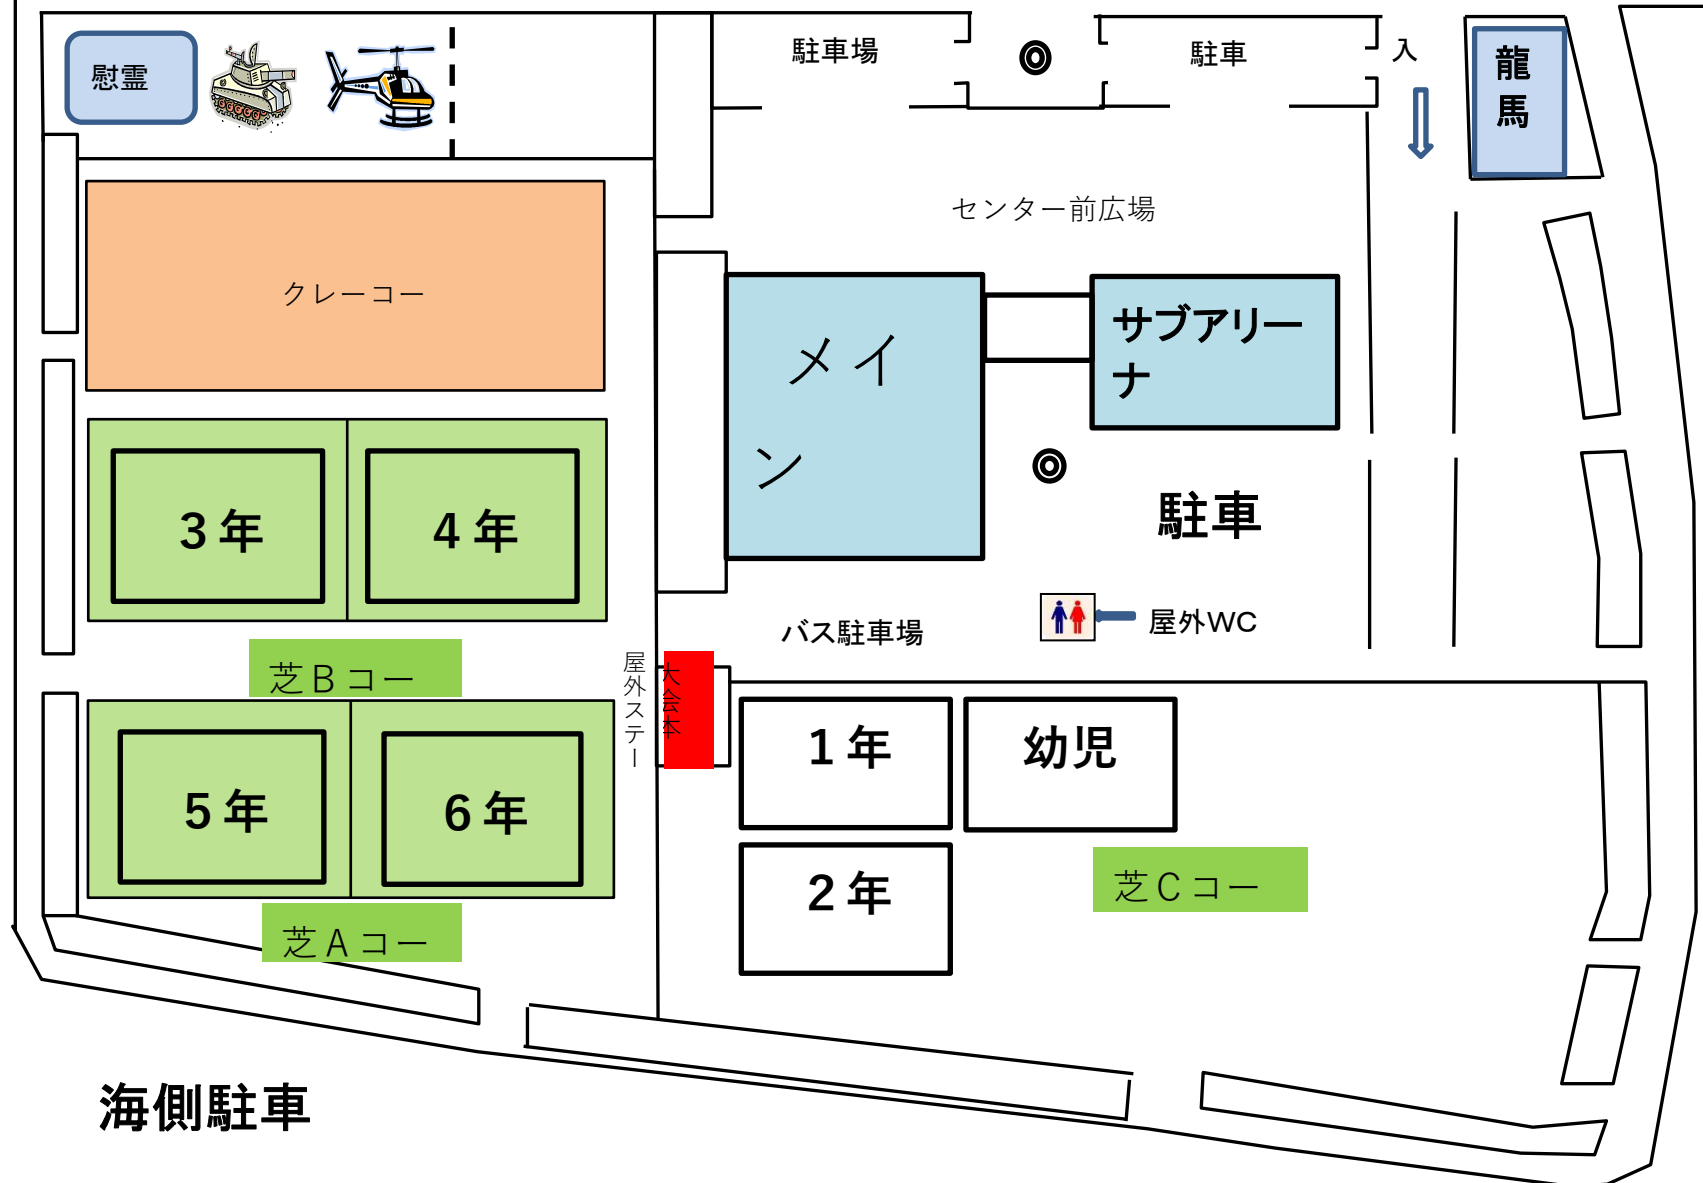 慰霊
駐車場
駐車
入
龍
馬
センター前広場
クレーコー
メイ
ン
サブアリー
ナ
3年
4年
駐車
屋外WC
バス駐車場
芝Bコー
屋外ステー
大会本
1年
幼児
5年
6年
2年
芝Cコー
芝Aコー
海側駐車